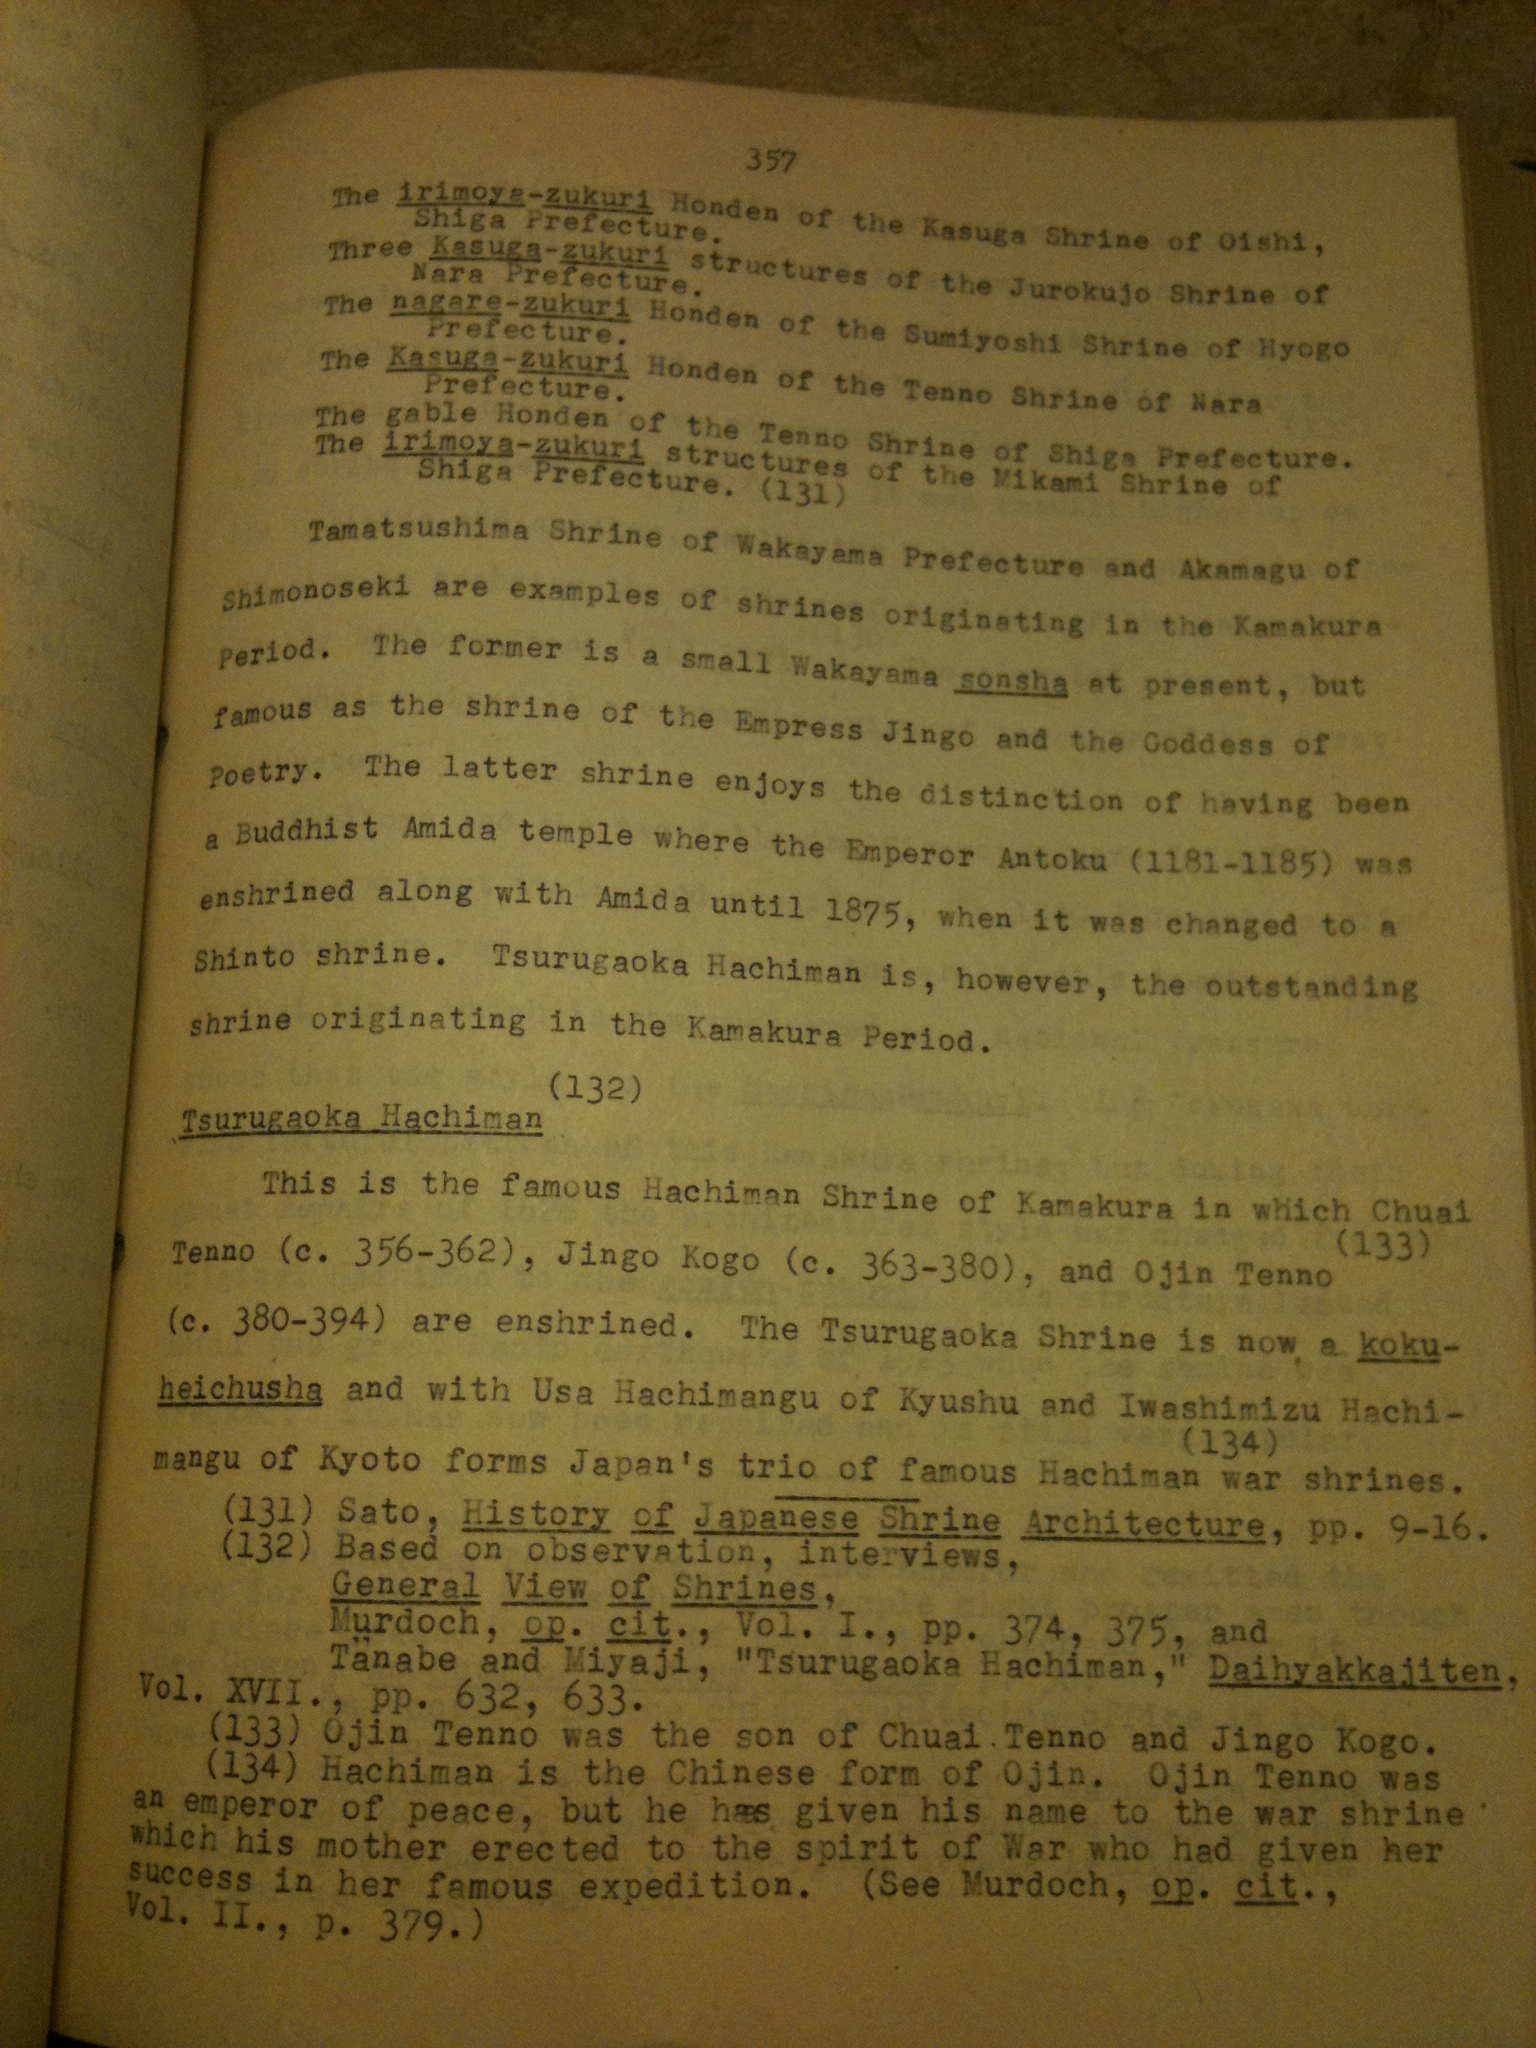 357
The irimoya-zukuri Honden of the Kasuga Shrine of Oishi,
Shiga Prefecture.
Three Kasuga-zukuri structures of the Jurokujo Shrine of
Nara Prefecture.
The nagare-zukuri Honden of the Sumiyoshi Shrine of Hyogo
Prefecture.
The Kasuga-zukuri Honden of the Tenno Shrine of Nara
Prefecture.
The gable Honden of the Tenno Shrine of Shiga Prefecture.
The irimoya-zukuri structures of the Mikami Shrine of
Shiga Prefecture. (131)
Tamatsushima Shrine of Wakayama Prefecture and Akamagu of
Shimonoseki are examples of shrines originating in the Kamakura
Period. The former is a small Wakayama sonsha at present, but
famous as the shrine of the Empress Jingo and the Goddess of
Poetry. The latter shrine enjoys the distinction of having been
a Buddhist Amida temple where the Emperor Antoku (1181-1185) was
enshrined along with Amida until 1875, when it was changed to a
Shinto shrine. Tsurugaoka Hachiman is, however, the outstanding
shrine originating in the Kamakura Period.
(132)
Tsurugaoka Hachiman
This is the famous Hachiman Shrine of Kamakura in which Chuai
(133)
Tenno (c. 356-362), Jingo Kogo (c. 363-380), and Ojin Tenno
(c. 380-394) are enshrined. The Tsurugaoka Shrine is now a koku-
heichusha and with Usa Hachimangu of Kyushu and Iwashimizu Hachi-
(134)
mangu of Kyoto forms Japan's trio of famous Hachiman war shrines.
(131) Sato, History of Japanese Shrine Architecture, pp. 9-16.
(132) Based on observation, interviews,
General View of Shrines,
Murdoch, op. cit., Vol. I., pp. 374, 375, and
Tanabe and Miyaji, "Tsurugaoka Hachiman," Daihyakkajiten,
Vol. XVII., pp. 632, 633.
(133) Ojin Tenno was the son of Chuai Tenno and Jingo Kogo.
(134) Hachiman is the Chinese form of Ojin. Ojin Tenno was
an emperor of peace, but he has given his name to the war shrine
which his mother erected to the spirit of War who had given her
success in her famous expedition. (See Murdoch, op. cit.,
Vol. II., p. 379.)